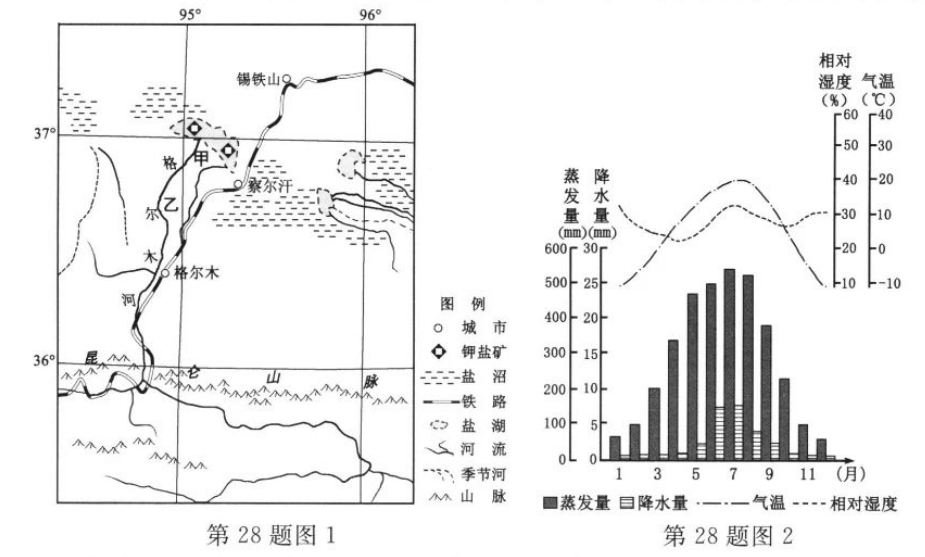 95° 96°
锡铁山
37°
甲
格
察尔汗
乙
尔
木
格尔木
河
36°
昆 仑 山 脉
图 例
城 市
钾盐矿
盐 沼
铁 路
盐 湖
河 流
季节河
山 脉
第 28 题图 1
相对
湿度 气温
(%) (℃)
60 40
50 30
40 20
30 10
20 0
10 -10
蒸发量(mm) 降水量(mm)
600 30
500 25
400 20
300 15
200 10
100 5
0 0
1 3 5 7 9 11 (月)
蒸发量 降水量 气温 相对湿度
第 28 题图 2